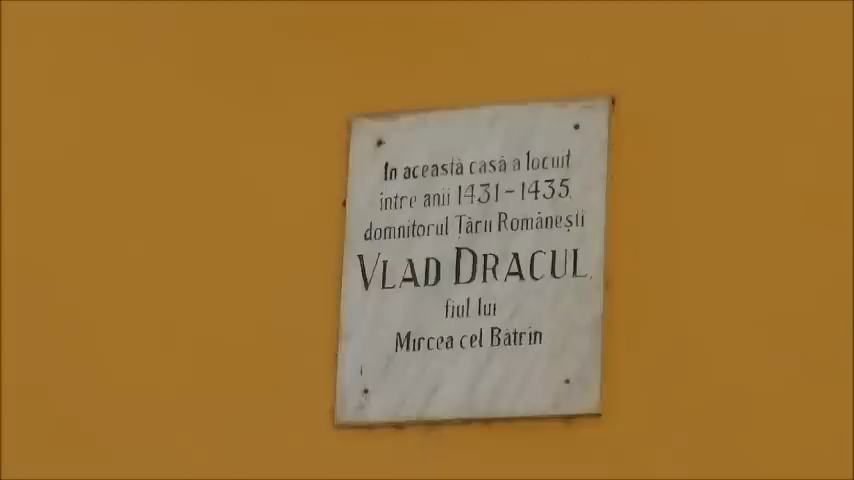 In această casă a locuit
între anii 1431-1435,
domnitorul Țării Românești
VLAD DRACUL,
fiul lui
Mircea cel Bătrîn